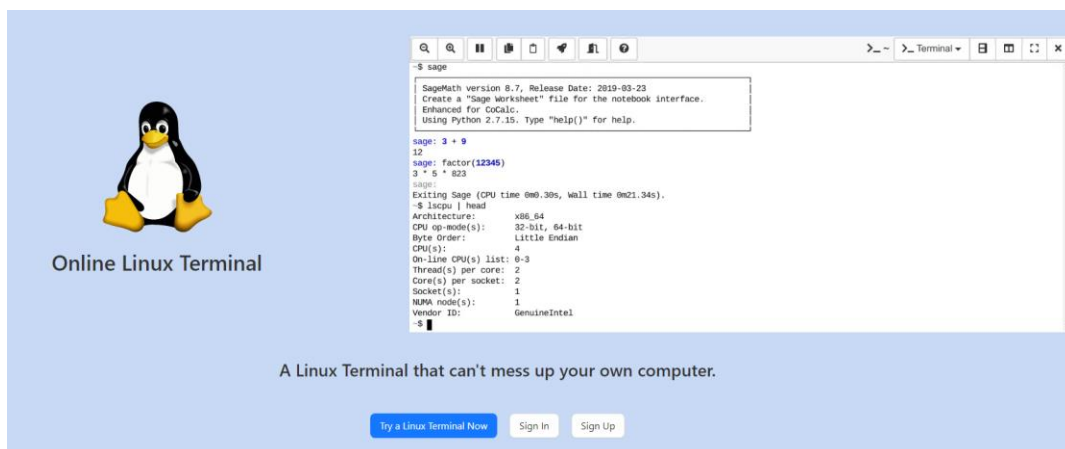 >_ ~ >_ Terminal
~$ sage
SageMath version 8.7, Release Date: 2019-03-23
Create a "Sage Worksheet" file for the notebook interface.
Enhanced for CoCalc.
Using Python 2.7.15. Type "help()" for help.
sage: 3 + 9
12
sage: factor(12345)
3 * 5 * 823
sage:
Exiting Sage (CPU time 0m0.30s, Wall time 0m21.34s).
~$ lscpu | head
Architecture: x86_64
CPU op-mode(s): 32-bit, 64-bit
Byte Order: Little Endian
CPU(s): 4
On-line CPU(s) list: 0-3
Thread(s) per core: 2
Core(s) per socket: 2
Socket(s): 1
NUMA node(s): 1
Vendor ID: GenuineIntel
~$
Online Linux Terminal
A Linux Terminal that can't mess up your own computer.
Try a Linux Terminal Now Sign In Sign Up